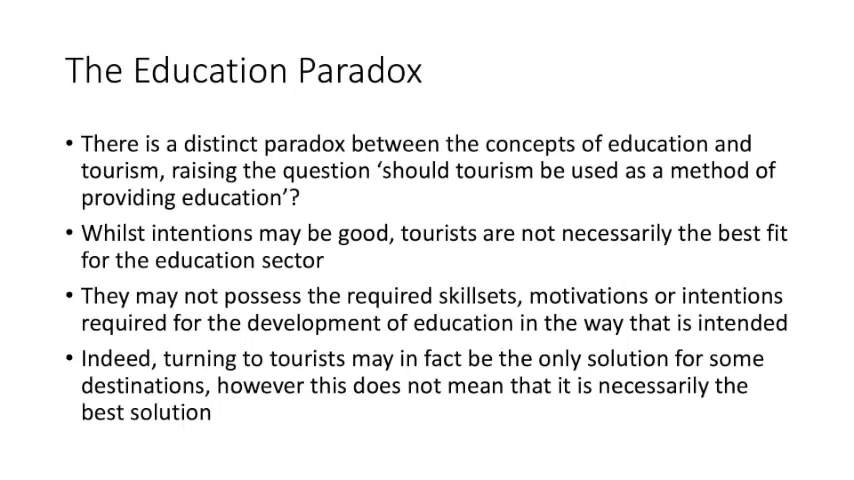 The Education Paradox
• There is a distinct paradox between the concepts of education and
tourism, raising the question ‘should tourism be used as a method of
providing education’?
• Whilst intentions may be good, tourists are not necessarily the best fit
for the education sector
• They may not possess the required skillsets, motivations or intentions
required for the development of education in the way that is intended
• Indeed, turning to tourists may in fact be the only solution for some
destinations, however this does not mean that it is necessarily the
best solution